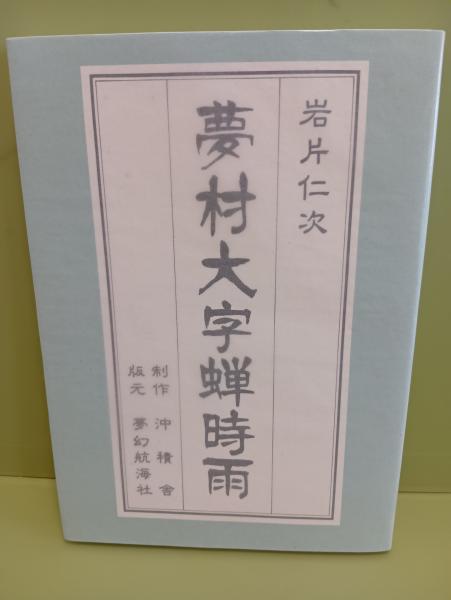 岩片仁次
夢村大字蝉時雨
制作 沖積舎
版元 夢幻航海社